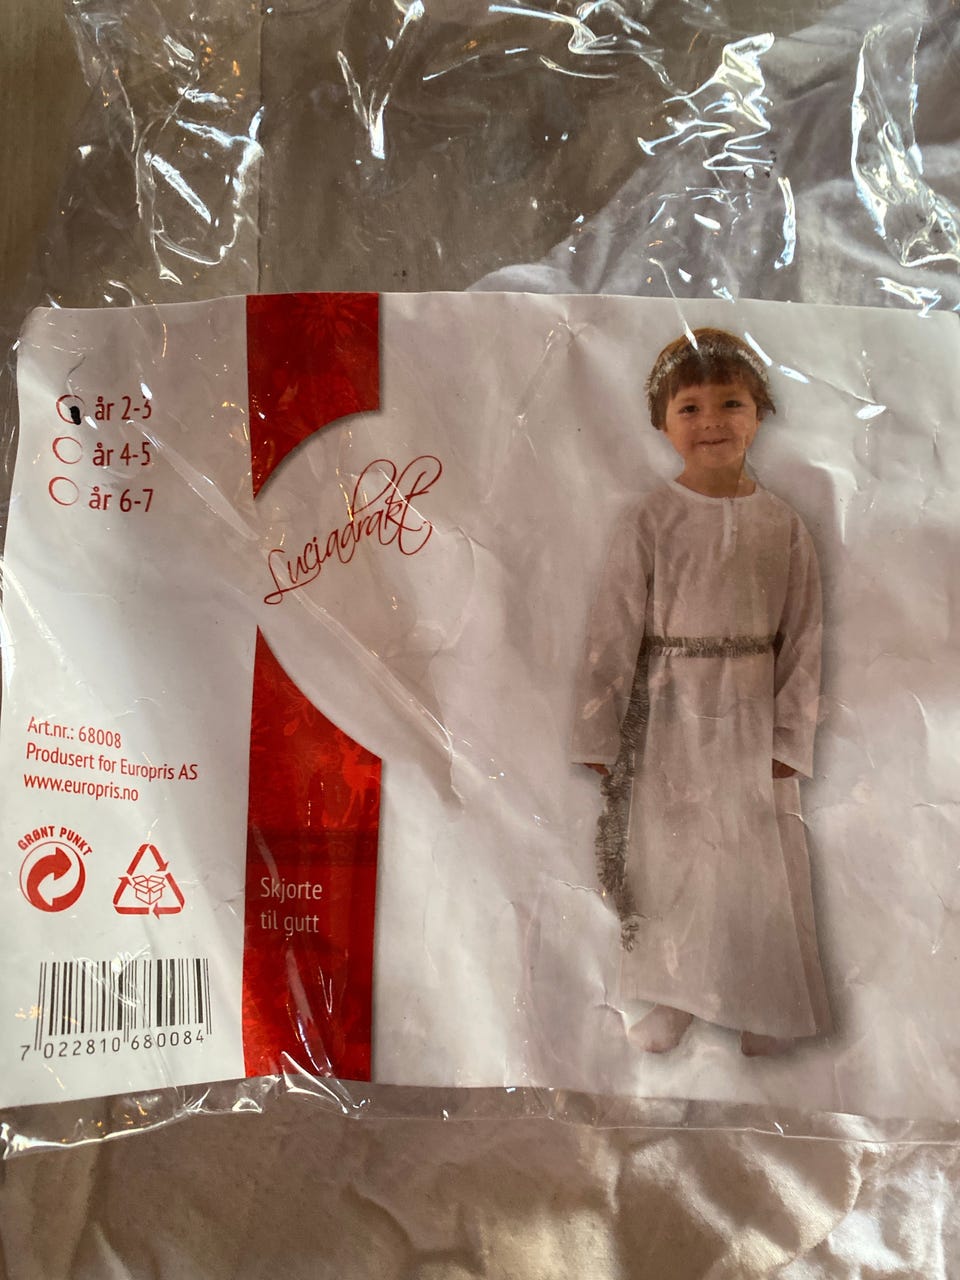 år 2-3
år 4-5
år 6-7
Luciadrakt
Art.nr.: 68008
Produsert for Europris AS
www.europris.no
GRØNT PUNKT
Skjorte
til gutt
7 022810 680084